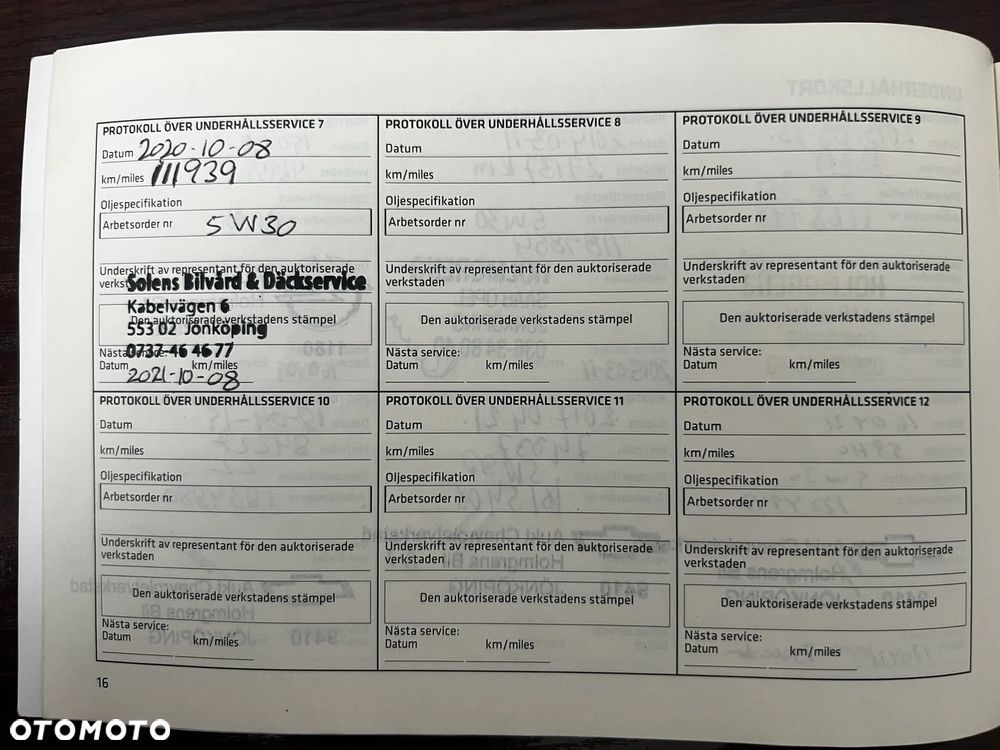 PROTOKOLL ÖVER UNDERHÅLLSSERVICE 7
Datum 2020-10-08
km/miles 111939
Oljespecifikation
Arbetsorder nr 5W30
Underskrift av representant för den auktoriserade
verkst
Solens Bilvård & Däckservice
Kabelvägen 6
Den auktoriserade verkstadens stämpel
553 02 Jönköping
Nästa service:
0737-46 46 77
Datum km/miles
2021-10-08
PROTOKOLL ÖVER UNDERHÅLLSSERVICE 8
Datum
km/miles
Oljespecifikation
Arbetsorder nr
Underskrift av representant för den auktoriserade
verkstaden
Den auktoriserade verkstadens stämpel
Nästa service:
Datum km/miles
PROTOKOLL ÖVER UNDERHÅLLSSERVICE 9
Datum
km/miles
Oljespecifikation
Arbetsorder nr
Underskrift av representant för den auktoriserade
verkstaden
Den auktoriserade verkstadens stämpel
Nästa service:
Datum km/miles
PROTOKOLL ÖVER UNDERHÅLLSSERVICE 10
Datum
km/miles
Oljespecifikation
Arbetsorder nr
Underskrift av representant för den auktoriserade
verkstaden
Den auktoriserade verkstadens stämpel
Nästa service:
Datum km/miles
PROTOKOLL ÖVER UNDERHÅLLSSERVICE 11
Datum
km/miles
Oljespecifikation
Arbetsorder nr
Underskrift av representant för den auktoriserade
verkstaden
Den auktoriserade verkstadens stämpel
Nästa service:
Datum km/miles
PROTOKOLL ÖVER UNDERHÅLLSSERVICE 12
Datum
km/miles
Oljespecifikation
Arbetsorder nr
Underskrift av representant för den auktoriserade
verkstaden
Den auktoriserade verkstadens stämpel
Nästa service:
Datum km/miles
16
OTOMOTO